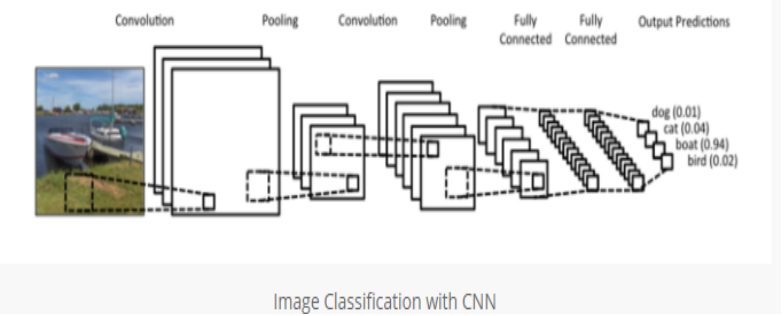 Convolution Pooling Convolution Pooling Fully Connected Fully Connected Output Predictions
dog (0.01)
cat (0.04)
boat (0.94)
bird (0.02)
Image Classification with CNN